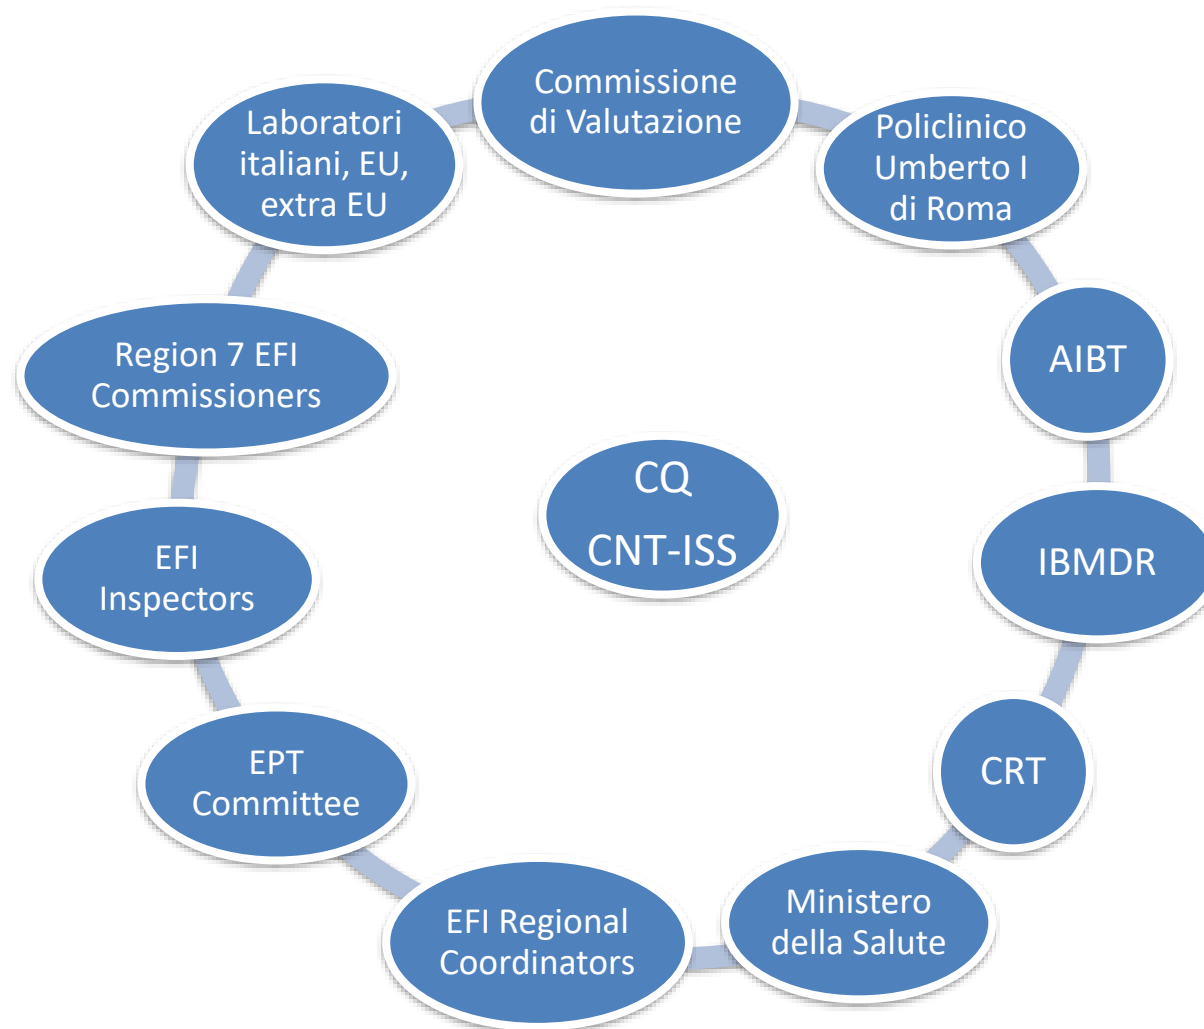 Commissione
di Valutazione
Policlinico
Umberto I
di Roma
AIBT
IBMDR
CRT
Ministero
della Salute
EFI Regional
Coordinators
EPT
Committee
EFI
Inspectors
Region 7 EFI
Commissioners
Laboratori
italiani, EU,
extra EU
CQ
CNT-ISS